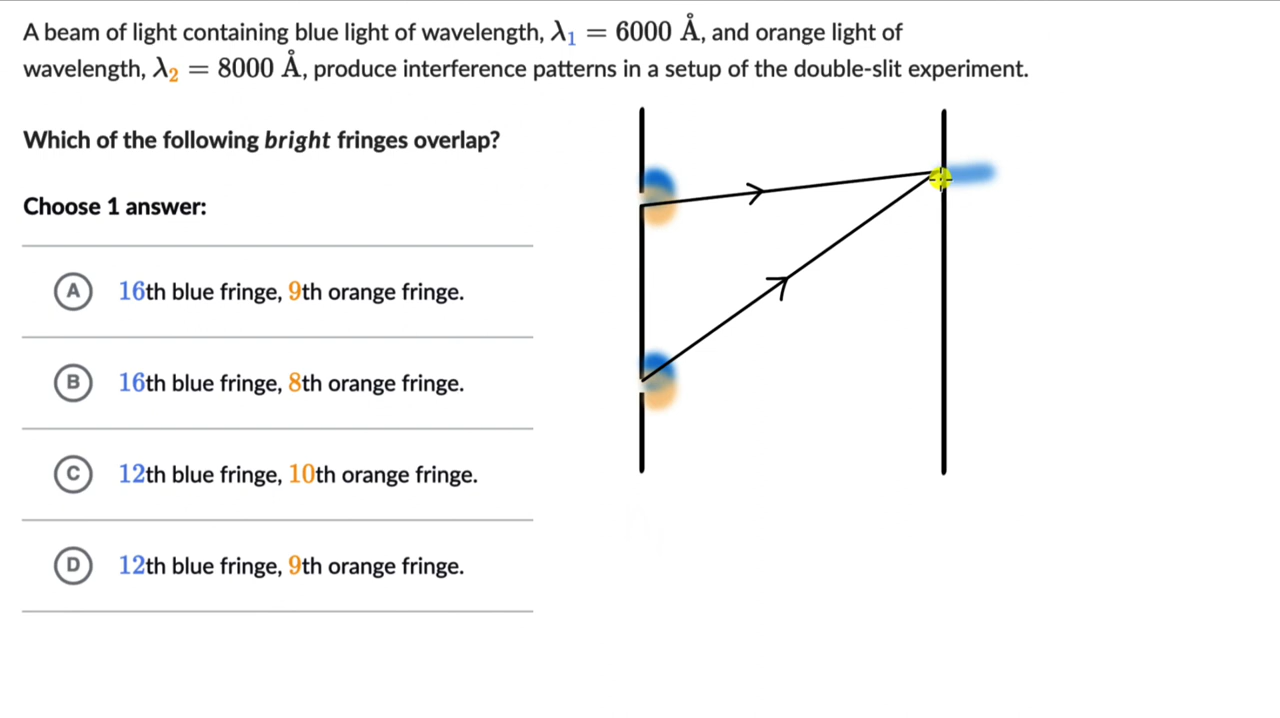 A beam of light containing blue light of wavelength, λ₁ = 6000 Å, and orange light of
wavelength, λ₂ = 8000 Å, produce interference patterns in a setup of the double-slit experiment.
Which of the following bright fringes overlap?
Choose 1 answer:
A 16th blue fringe, 9th orange fringe.
B 16th blue fringe, 8th orange fringe.
C 12th blue fringe, 10th orange fringe.
D 12th blue fringe, 9th orange fringe.